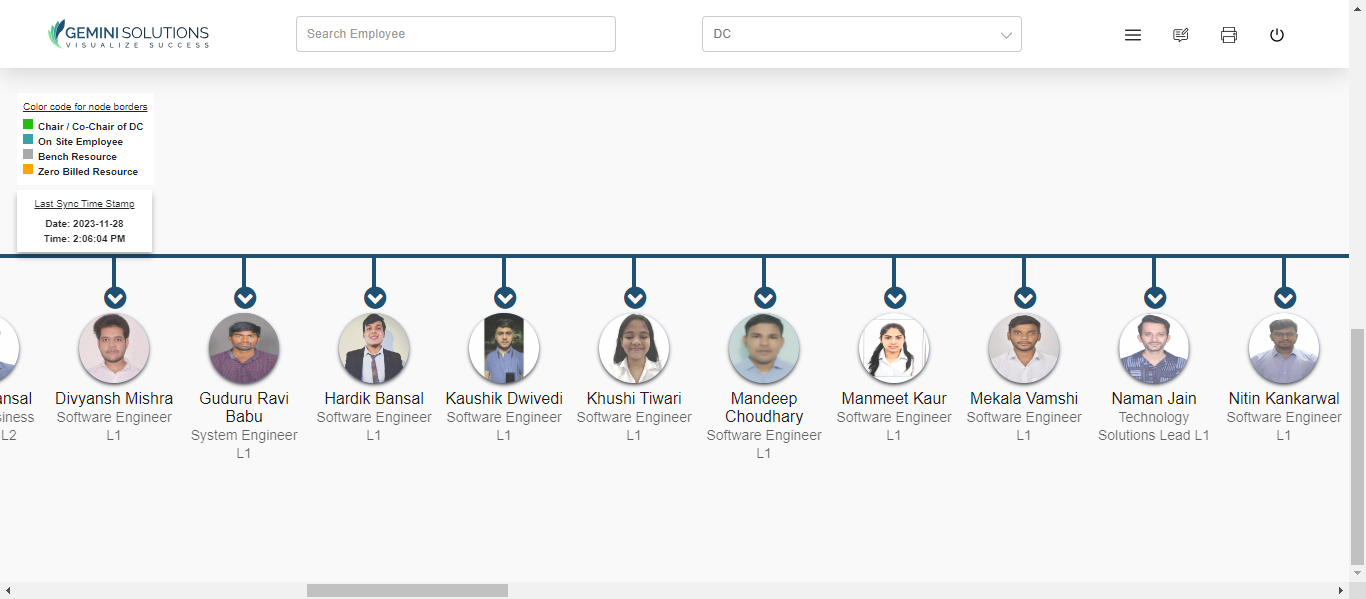 GEMINI SOLUTIONS
VISUALIZE SUCCESS
Search Employee
DC
Color code for node borders
Chair / Co-Chair of DC
On Site Employee
Bench Resource
Zero Billed Resource
Last Sync Time Stamp
Date: 2023-11-28
Time: 2:06:04 PM
ansal
siness
L2
Divyansh Mishra
Software Engineer
L1
Guduru Ravi
Babu
System Engineer
L1
Hardik Bansal
Software Engineer
L1
Kaushik Dwivedi
Software Engineer
L1
Khushi Tiwari
Software Engineer
L1
Mandeep
Choudhary
Software Engineer
L1
Manmeet Kaur
Software Engineer
L1
Mekala Vamshi
Software Engineer
L1
Naman Jain
Technology
Solutions Lead L1
Nitin Kankarwal
Software Engineer
L1